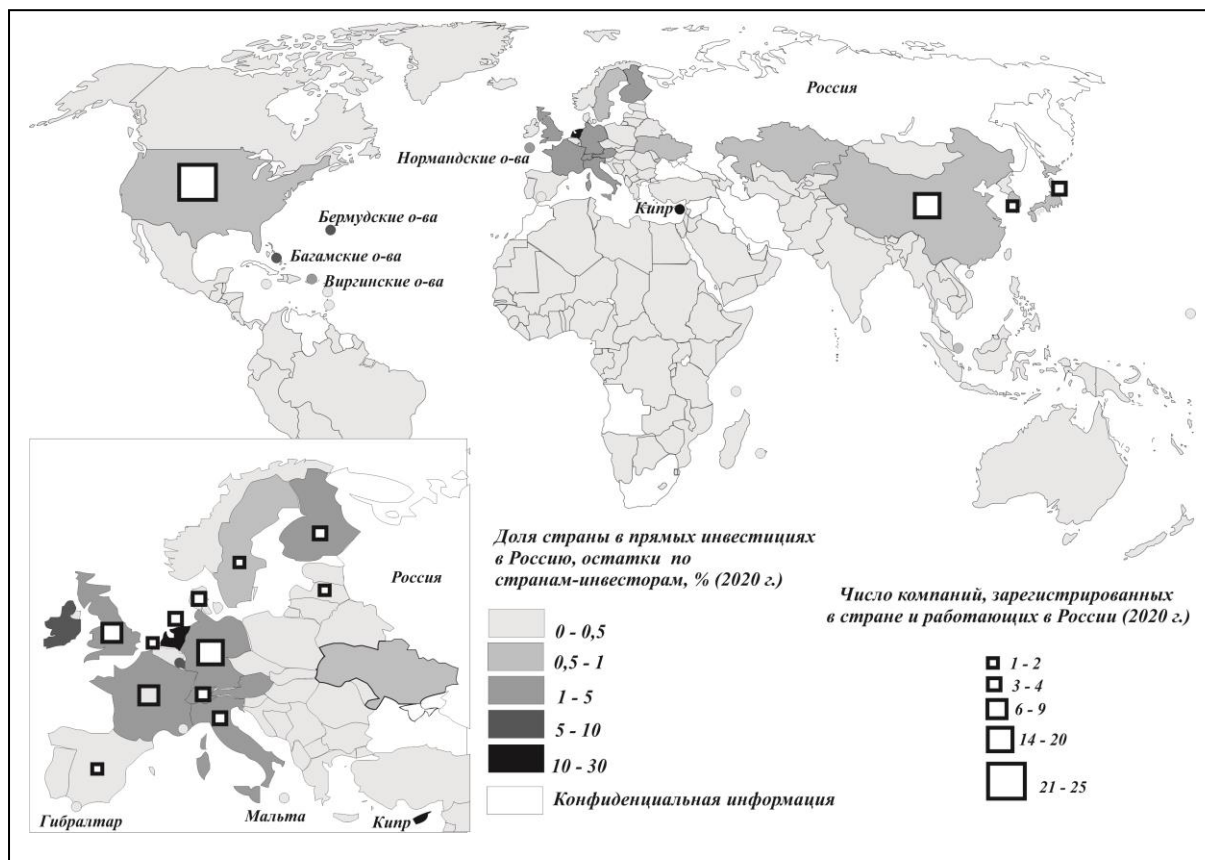 Россия
Нормандские о-ва
Бермудские о-ва
Кипр
Багамские о-ва
Виргинские о-ва
Россия
Гибралтар
Мальта
Кипр
Доля страны в прямых инвестициях
в Россию, остатки по
странам-инвесторам, % (2020 г.)
0 - 0,5
0,5 - 1
1 - 5
5 - 10
10 - 30
Конфиденциальная информация
Число компаний, зарегистрированных
в стране и работающих в России (2020 г.)
1 - 2
3 - 4
6 - 9
14 - 20
21 - 25